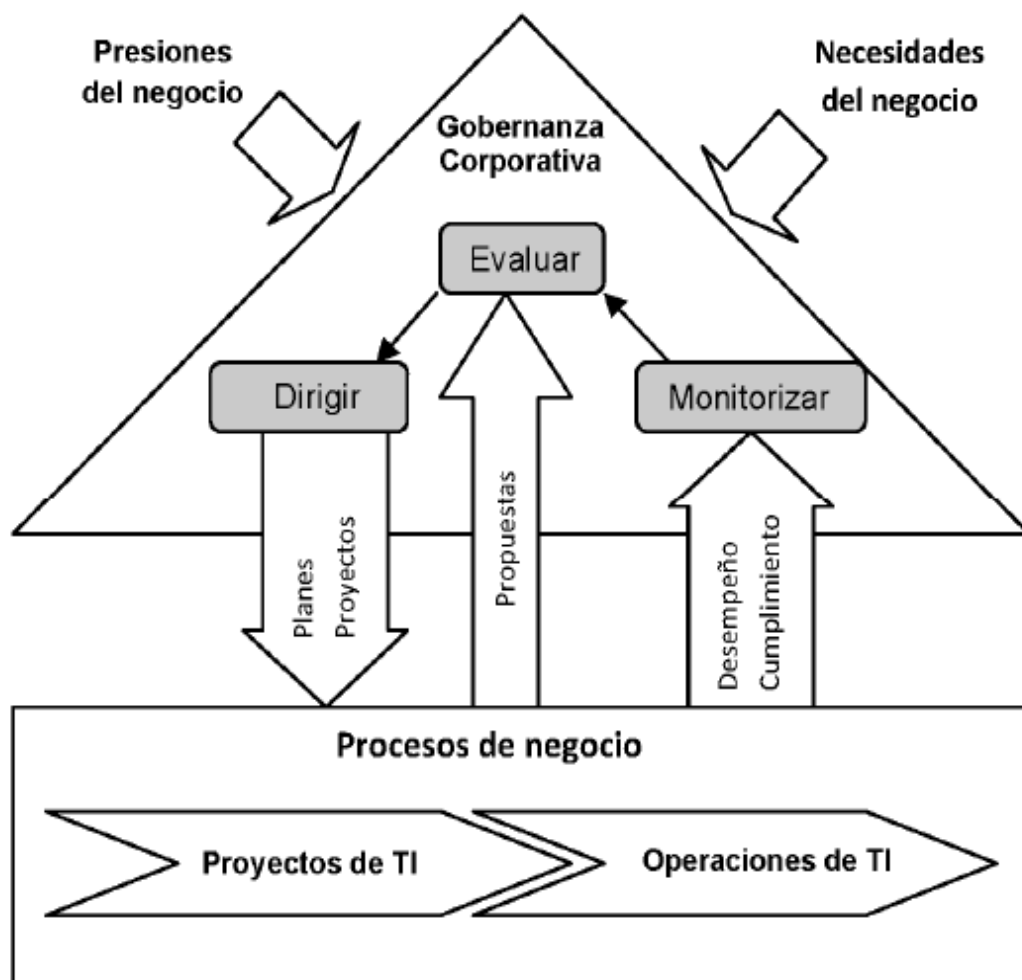 Presiones
del negocio
Necesidades
del negocio
Gobernanza
Corporativa
Evaluar
Dirigir
Monitorizar
Planes
Proyectos
Propuestas
Desempeño
Cumplimiento
Procesos de negocio
Proyectos de TI
Operaciones de TI